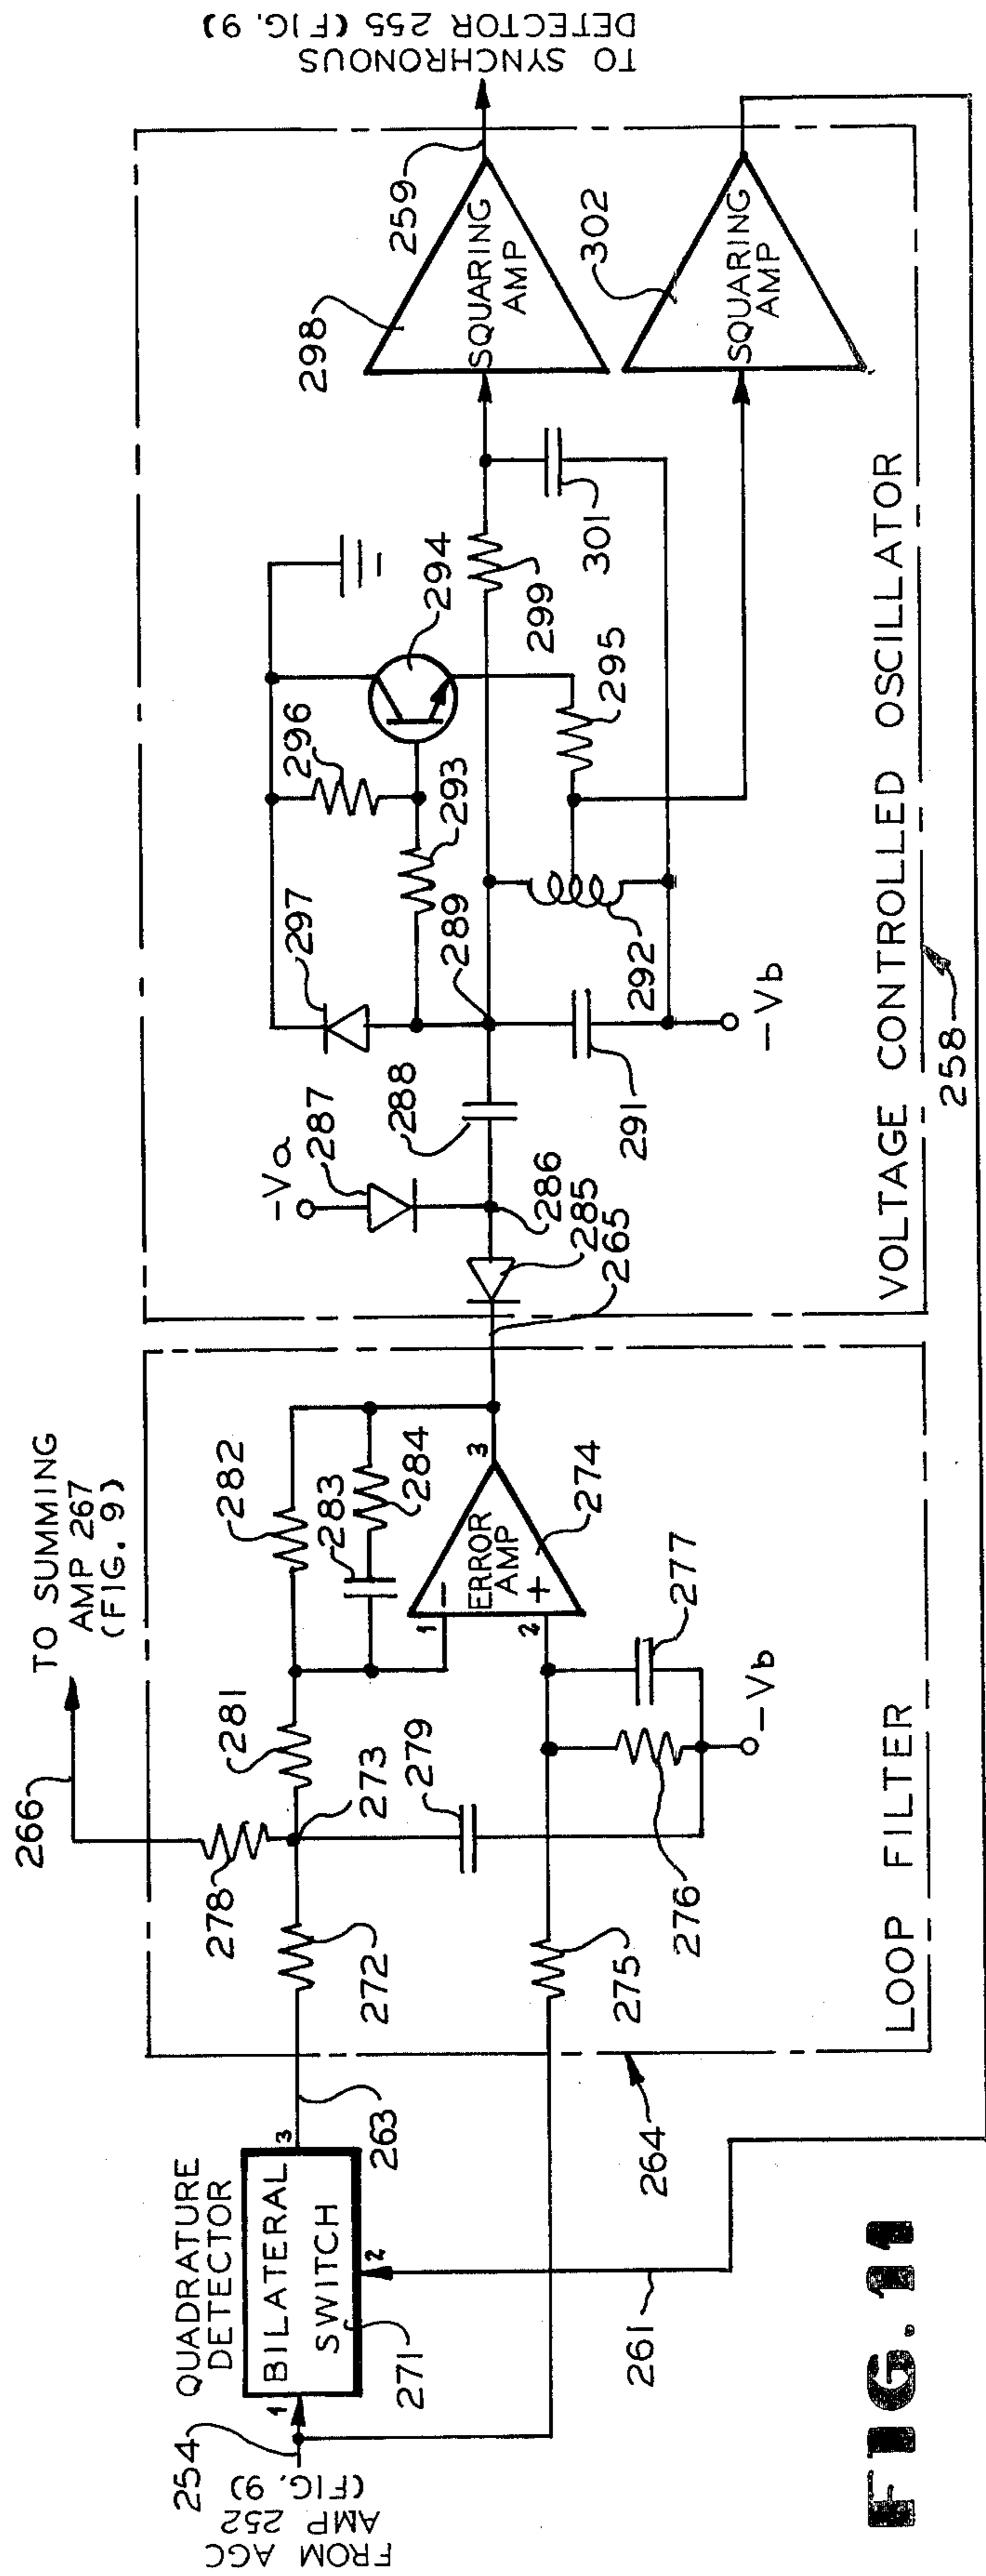 FROM AGC
AMP 252
(FIG. 9)
254
QUADRATURE
DETECTOR
1
BILATERAL
SWITCH
3
2
271
263
261
264
266
TO SUMMING
AMP 267
(FIG. 9)
278
272
273
281
279
275
276
277
-Vb
282
283
284
1
2
3
-
+
ERROR
AMP
274
LOOP FILTER
265
285
286
-Va
287
288
289
291
-Vb
297
293
296
292
294
295
299
301
298
SQUARING
AMP
259
TO SYNCHRONOUS
DETECTOR 255 (FIG. 9)
302
SQUARING
AMP
VOLTAGE CONTROLLED OSCILLATOR
258
FIG. 11